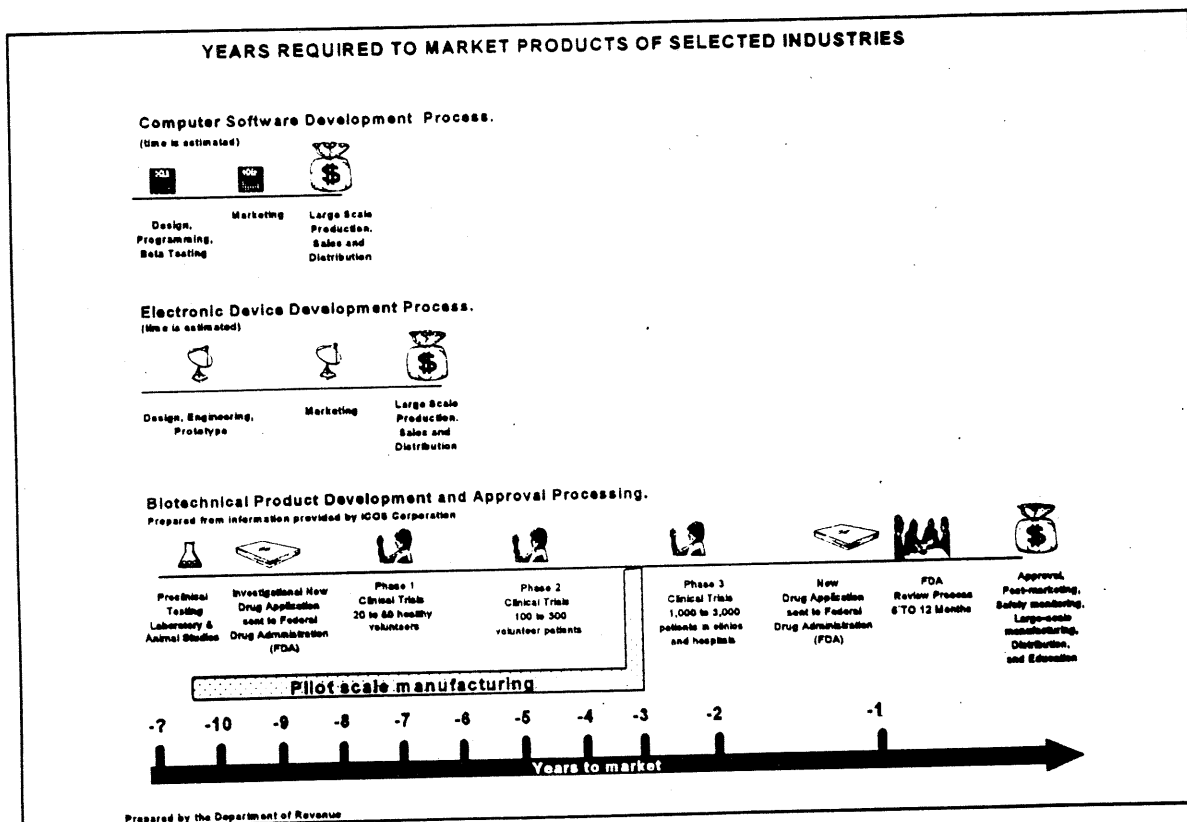 YEARS REQUIRED TO MARKET PRODUCTS OF SELECTED INDUSTRIES
Computer Software Development Process.
(time is estimated)
$
Design,
Programming,
Beta Testing
Marketing
Large Scale
Production,
Sales and
Distribution
Electronic Device Development Process.
(time is estimated)
$
Design, Engineering,
Prototype
Marketing
Large Scale
Production,
Sales and
Distribution
Biotechnical Product Development and Approval Processing.
Prepared from information provided by ICOS Corporation
$
Preclinical
Testing
Laboratory &
Animal Studies
Investigational New
Drug Application
sent to Federal
Drug Administration
(FDA)
Phase 1
Clinical Trials
20 to 80 healthy
volunteers
Phase 2
Clinical Trials
100 to 300
volunteer patients
Phase 3
Clinical Trials
1,000 to 3,000
patients in clinics
and hospitals
New
Drug Application
sent to Federal
Drug Administration
(FDA)
FDA
Review Process
6 TO 12 Months
Approval,
Post-marketing,
Safety monitoring,
Large-scale
manufacturing,
Distribution,
and Education
Pilot scale manufacturing
-? -10 -9 -8 -7 -6 -5 -4 -3 -2 -1
Years to market
Prepared by the Department of Revenue